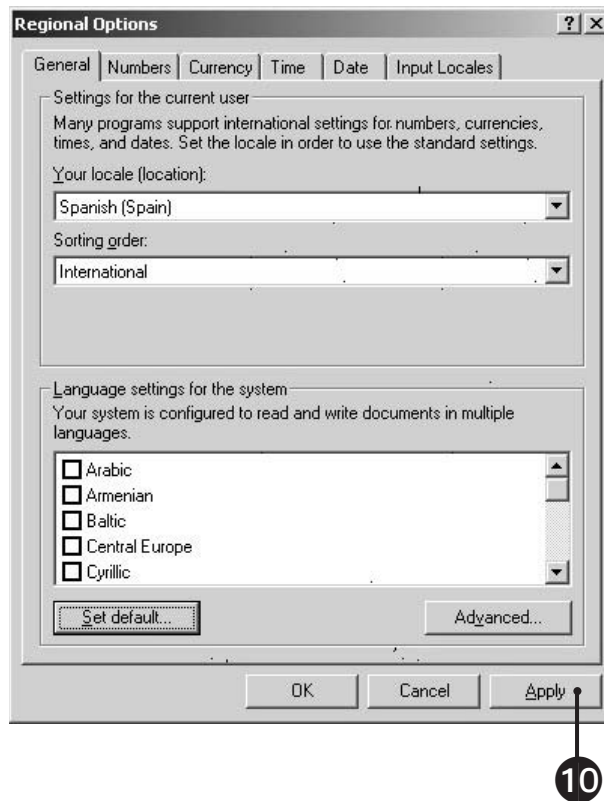 Regional Options
General Numbers Currency Time Date Input Locales
Settings for the current user
Many programs support international settings for numbers, currencies,
times, and dates. Set the locale in order to use the standard settings.
Your locale (location):
Spanish (Spain)
Sorting order:
International
Language settings for the system
Your system is configured to read and write documents in multiple
languages.
Arabic
Armenian
Baltic
Central Europe
Cyrillic
Set default... Advanced...
OK Cancel Apply
10